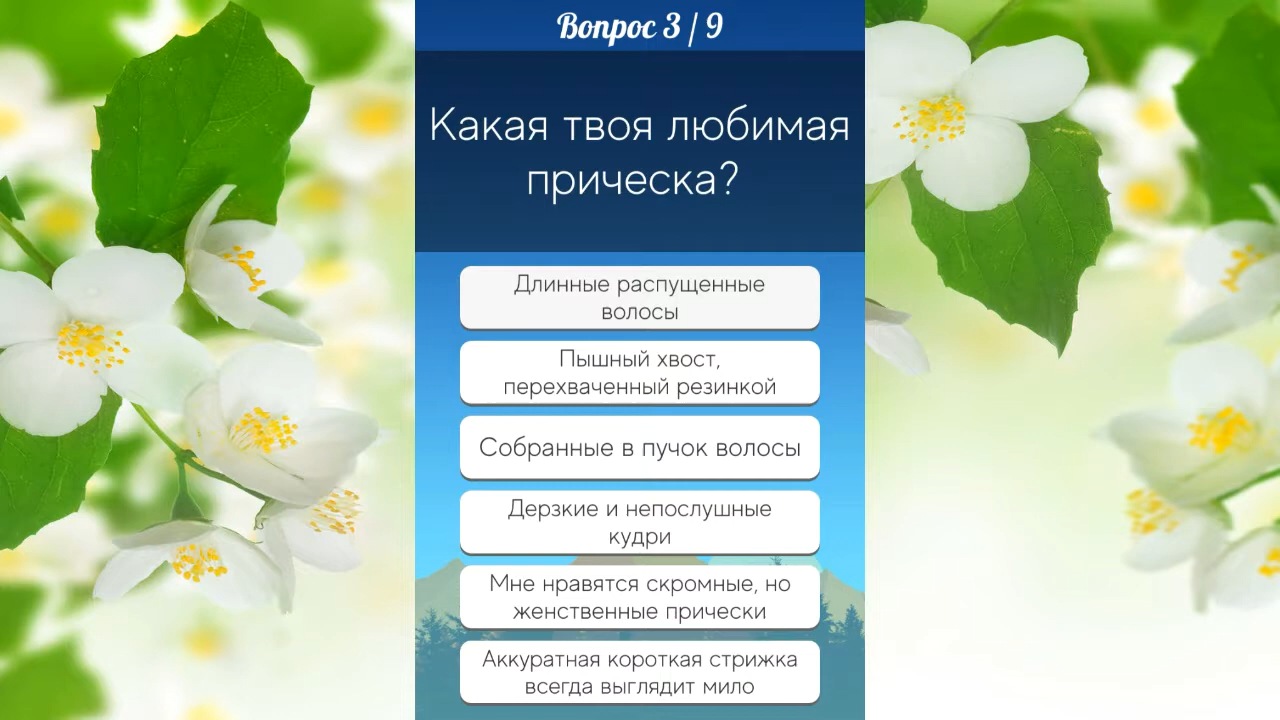 Вопрос 3 / 9
Какая твоя любимая
прическа?
Длинные распущенные
волосы
Пышный хвост,
перехваченный резинкой
Собранные в пучок волосы
Дерзкие и непослушные
кудри
Мне нравятся скромные, но
женственные прически
Аккуратная короткая стрижка
всегда выглядит мило